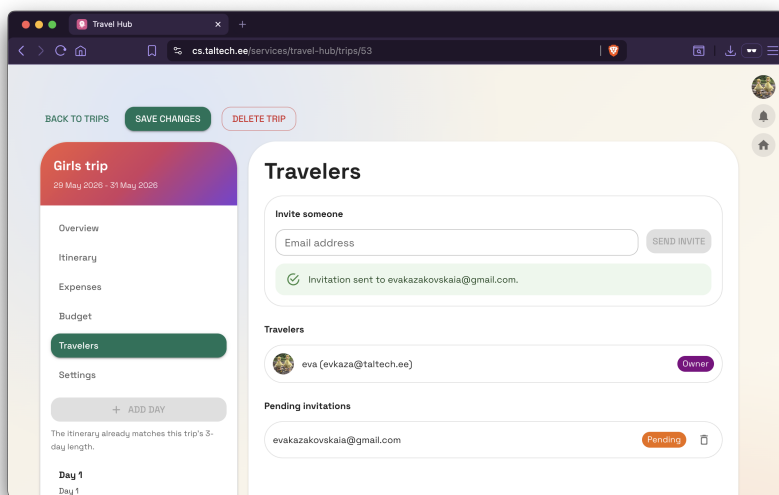 Travel Hub
cs.taltech.ee/services/travel-hub/trips/53
BACK TO TRIPS
SAVE CHANGES
DELETE TRIP
Girls trip
29 May 2026 - 31 May 2026
Overview
Itinerary
Expenses
Budget
Travelers
Settings
+ ADD DAY
The itinerary already matches this trip's 3-
day length.
Day 1
Day 1
Travelers
Invite someone
Email address
SEND INVITE
Invitation sent to evakazakovskaia@gmail.com.
Travelers
eva (evkaza@taltech.ee)
Owner
Pending invitations
evakazakovskaia@gmail.com
Pending